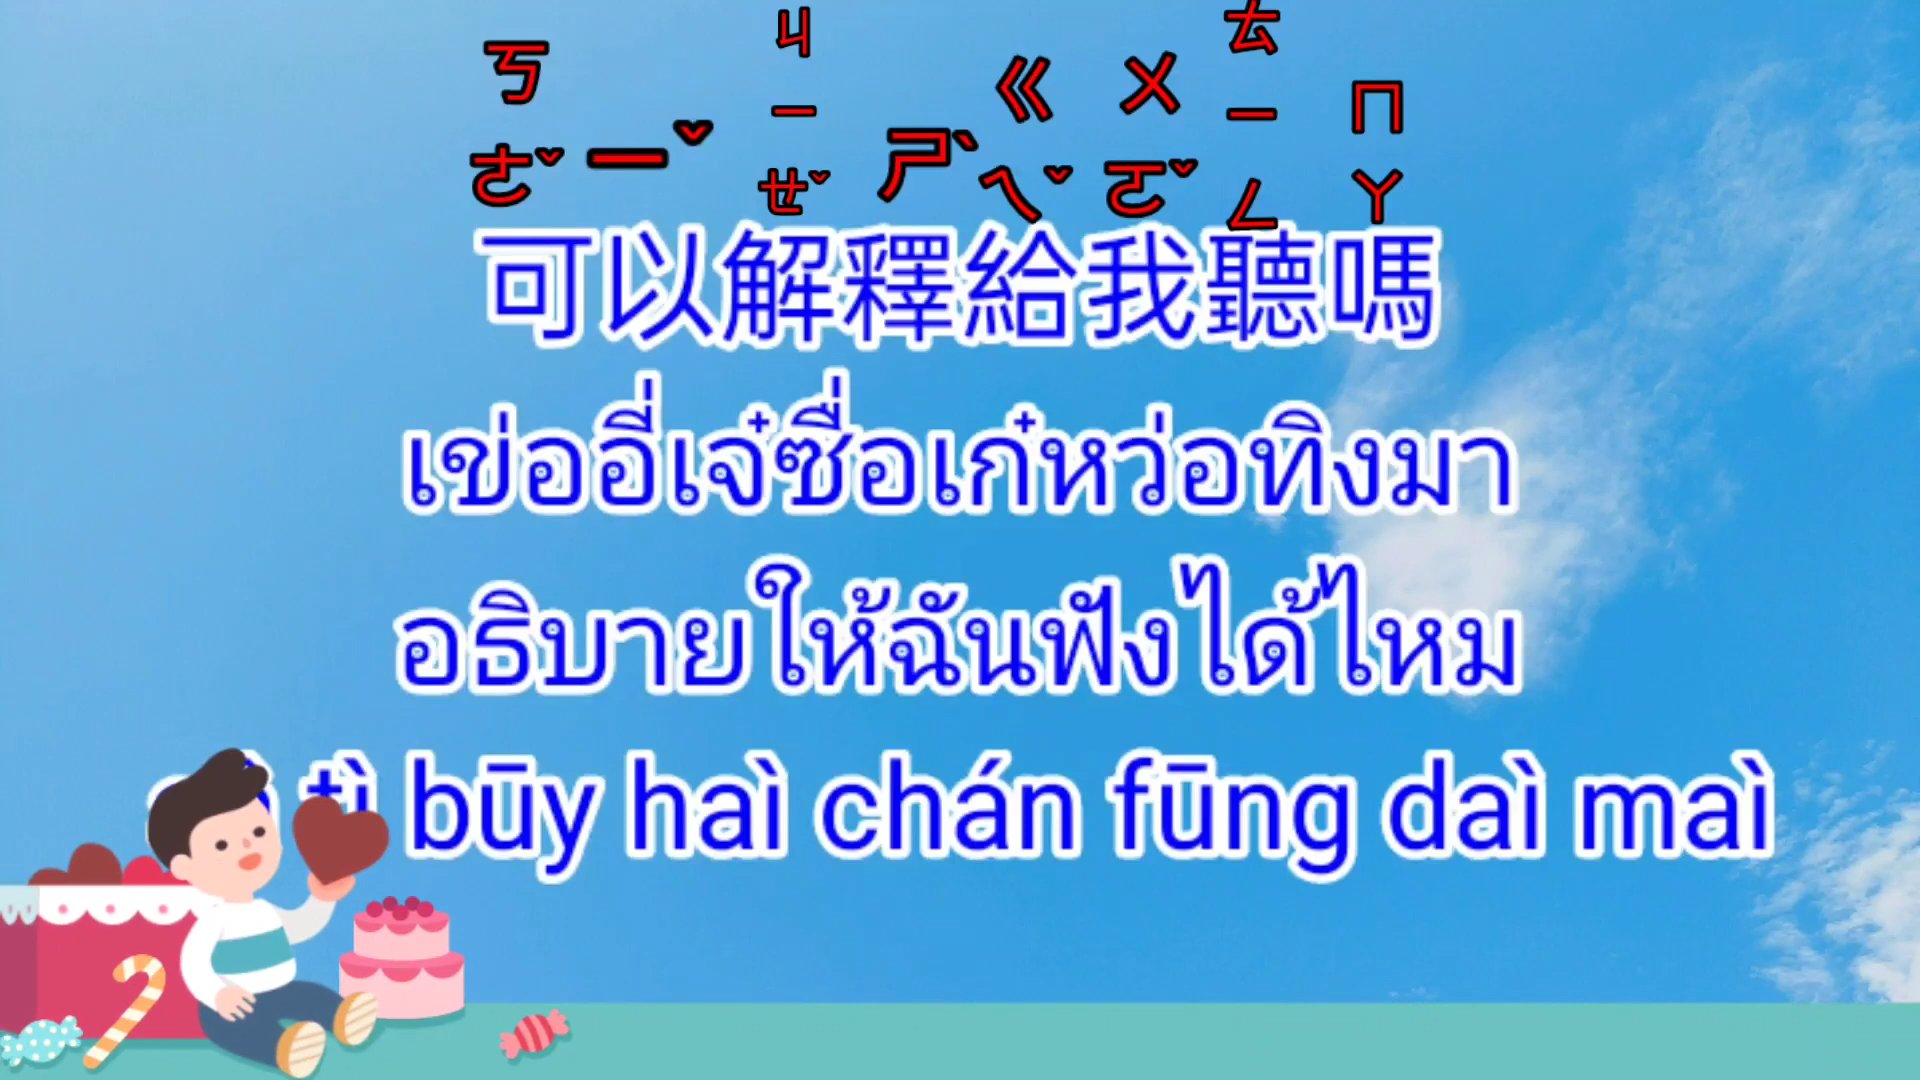 ㄎㄜˇ ㄧˇ ㄐㄧㄝˇ ㄕˋ ㄍㄟˇ ㄨㄛˇ ㄊㄧㄥ ㄇㄚ
可以解釋給我聽嗎
เข่ออี่เจ๋ซื่อเก๋หว่อทิงมา
อธิบายให้ฉันฟังได้ไหม
būy haì chán fūng daì maì